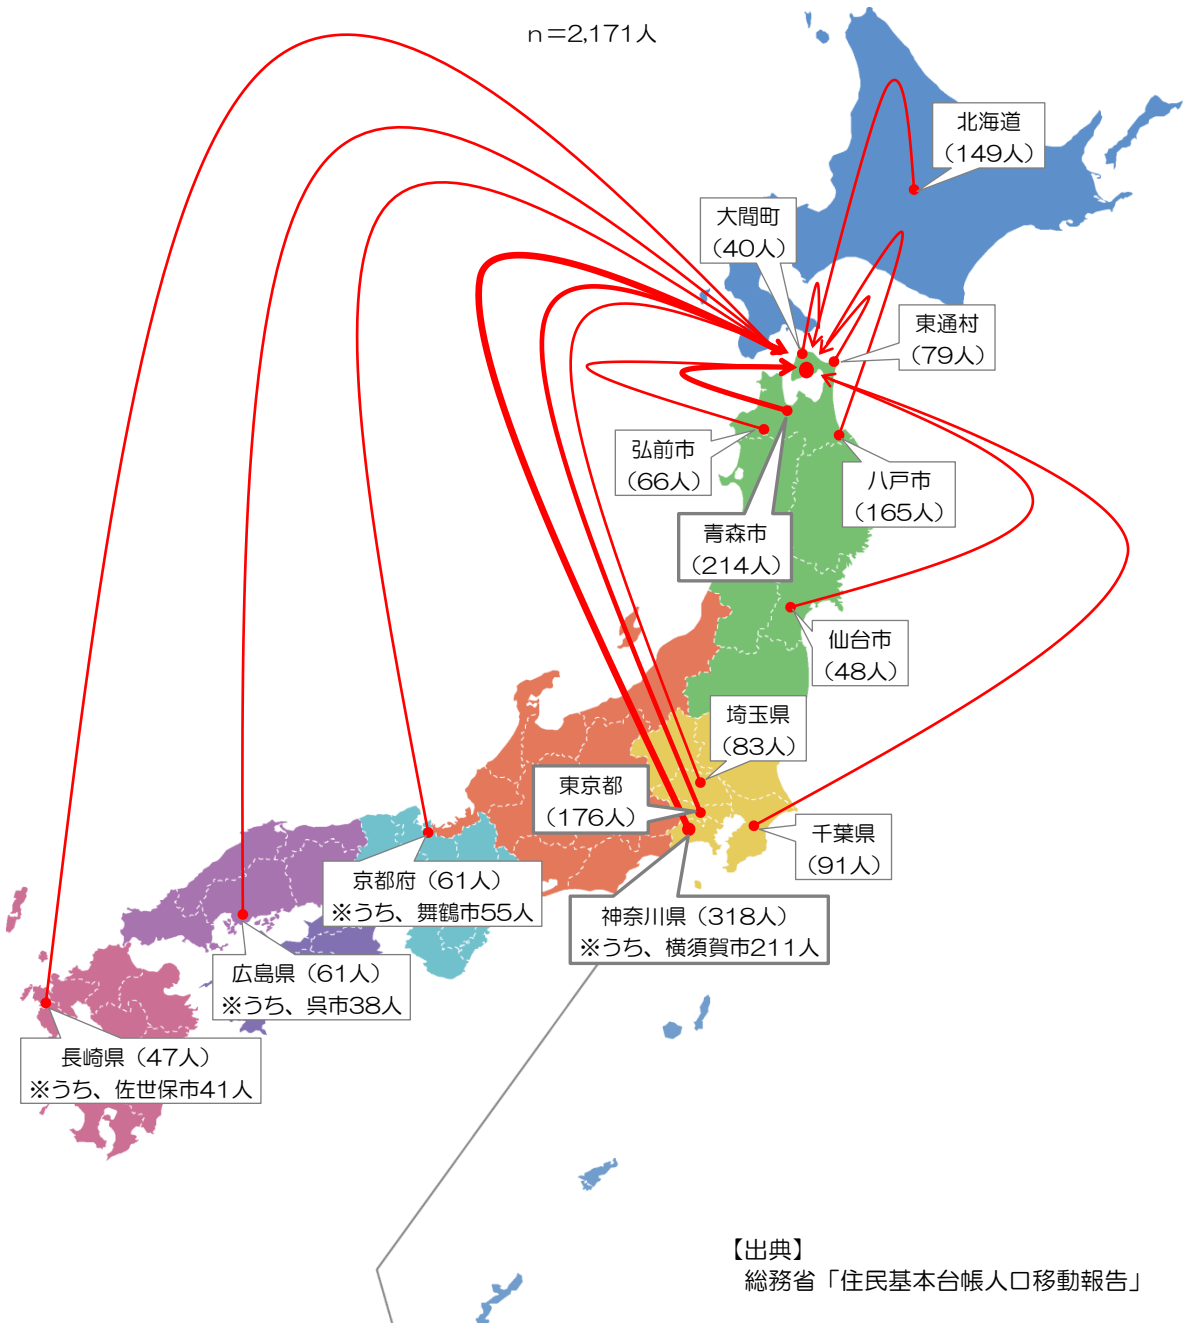 n＝2,171人
北海道
（149人）
大間町
（40人）
東通村
（79人）
弘前市
（66人）
八戸市
（165人）
青森市
（214人）
仙台市
（48人）
埼玉県
（83人）
東京都
（176人）
千葉県
（91人）
京都府（61人）
※うち、舞鶴市55人
神奈川県（318人）
※うち、横須賀市211人
広島県（61人）
※うち、呉市38人
長崎県（47人）
※うち、佐世保市41人
【出典】
総務省「住民基本台帳人口移動報告」